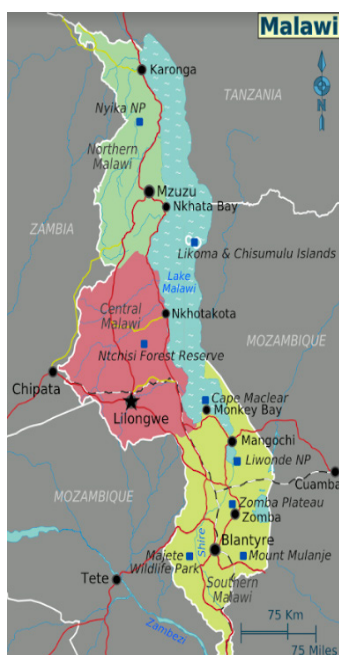 Malawi
Karonga
TANZANIA
N
Nyika NP
Northern
Malawi
Mzuzu
Nkhata Bay
ZAMBIA
Likoma & Chisumulu Islands
Lake
Malawi
Central
Malawi
Nkhotakota
MOZAMBIQUE
Ntchisi Forest Reserve
Chipata
Lilongwe
Cape Maclear
Monkey Bay
Mangochi
Liwonde NP
Cuamba
MOZAMBIQUE
Zomba Plateau
Zomba
Shire
Blantyre
Majete
Wildlife Park
Mount Mulanje
Tete
Southern
Malawi
Zambezi
75 Km
75 Miles